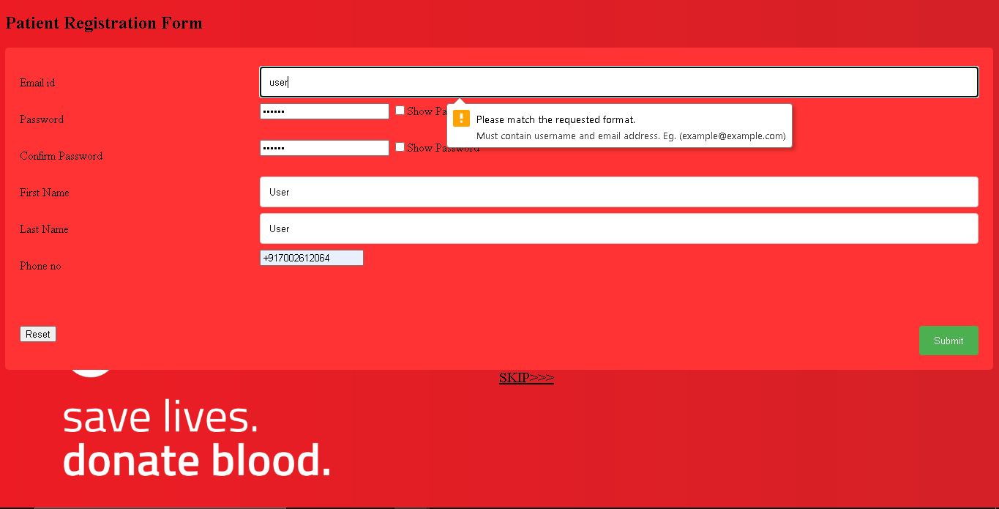 Patient Registration Form
Email id
user
Please match the requested format.
Must contain username and email address. Eg. (example@example.com)
Password
••••••
Show Pa
Confirm Password
••••••
Show Password
First Name
User
Last Name
User
Phone no
+917002612064
Reset
Submit
SKIP>>>
save lives.
donate blood.